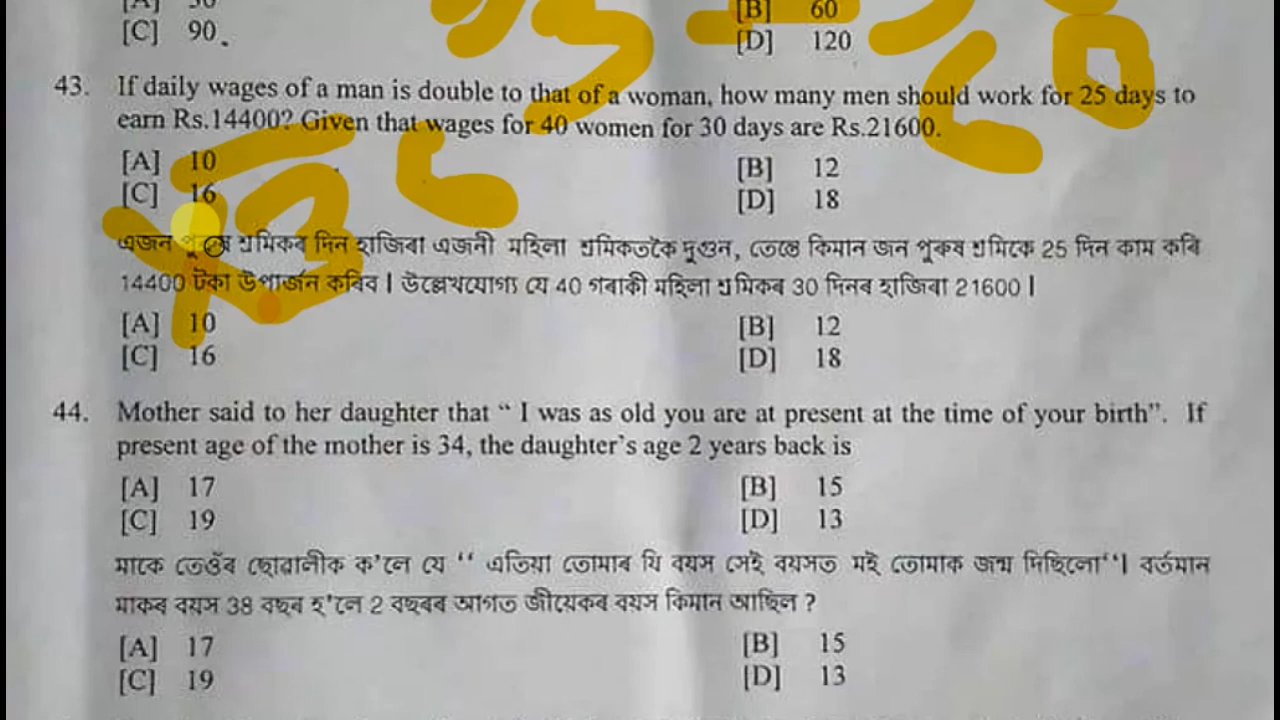 [C] 90
[B] 60
[D] 120
43. If daily wages of a man is double to that of a woman, how many men should work for 25 days to
earn Rs.14400? Given that wages for 40 women for 30 days are Rs.21600.
[A] 10 [B] 12
[C] 16 [D] 18
এজন পুৰুষ শ্ৰমিকৰ দিন হাজিৰা এজনী মহিলা শ্ৰমিকতকৈ দুগুন, তেন্তে কিমান জন পুৰুষ শ্ৰমিকে 25 দিন কাম কৰি
14400 টকা উপাৰ্জন কৰিব। উল্লেখযোগ্য যে 40 গৰাকী মহিলা শ্ৰমিকৰ 30 দিনৰ হাজিৰা 21600।
[A] 10 [B] 12
[C] 16 [D] 18
44. Mother said to her daughter that “ I was as old you are at present at the time of your birth”. If
present age of the mother is 34, the daughter’s age 2 years back is
[A] 17 [B] 15
[C] 19 [D] 13
মাকে তেওঁৰ ছোৱালীক ক'লে যে “ এতিয়া তোমাৰ যি বয়স সেই বয়সত মই তোমাক জন্ম দিছিলো“। বৰ্তমান
মাকৰ বয়স 38 বছৰ হ'লে 2 বছৰৰ আগত জীয়েকৰ বয়স কিমান আছিল ?
[A] 17 [B] 15
[C] 19 [D] 13